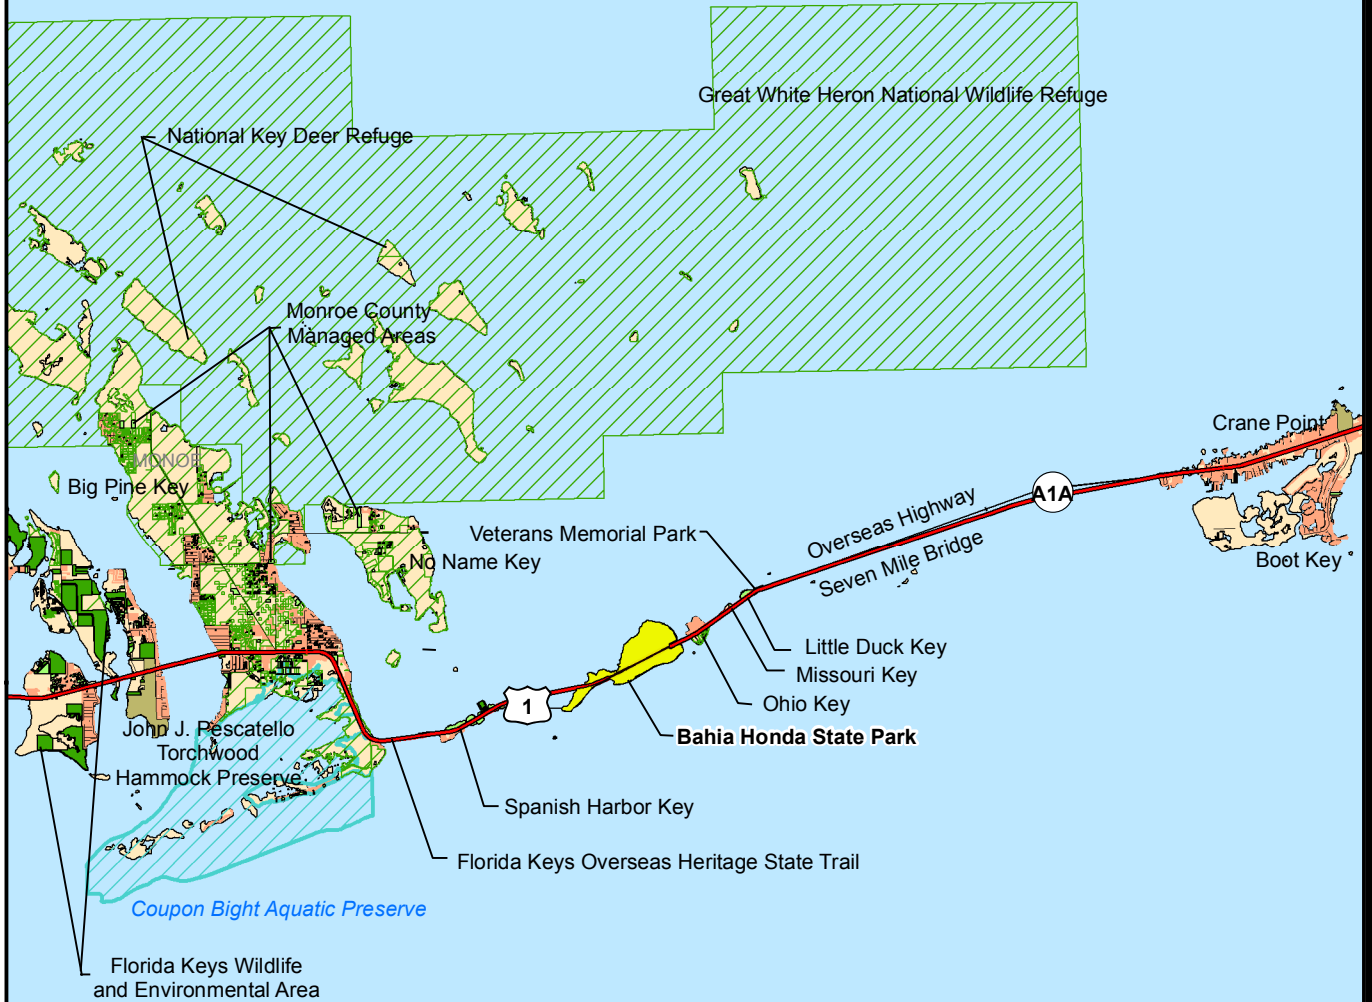 Great White Heron National Wildlife Refuge
National Key Deer Refuge
Monroe County
Managed Areas
Crane Point
MONOE
Big Pine Key
A1A
Overseas Highway
Veterans Memorial Park
Seven Mile Bridge
No Name Key
Boot Key
Little Duck Key
Missouri Key
Ohio Key
1
Bahia Honda State Park
John J. Pescatello
Torchwood
Hammock Preserve
Spanish Harbor Key
Florida Keys Overseas Heritage State Trail
Coupon Bight Aquatic Preserve
Florida Keys Wildlife
and Environmental Area